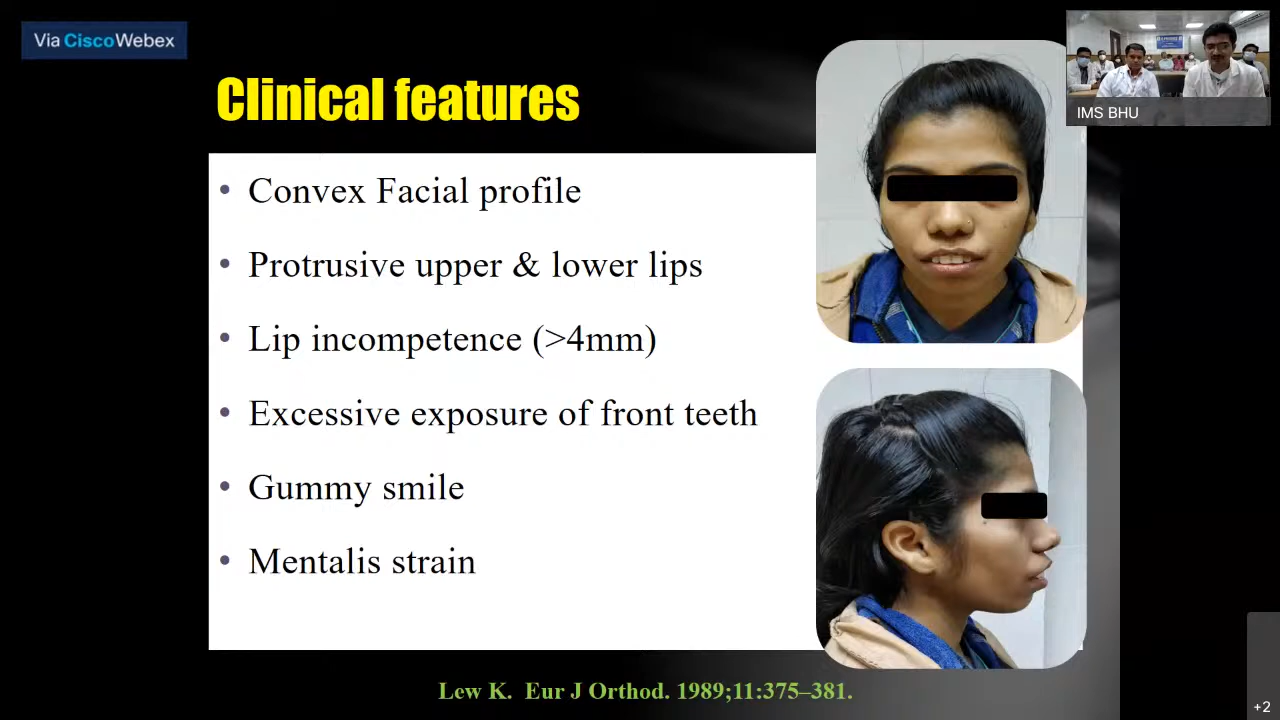 Via CiscoWebex
IMS BHU
Clinical features
• Convex Facial profile
• Protrusive upper & lower lips
• Lip incompetence (>4mm)
• Excessive exposure of front teeth
• Gummy smile
• Mentalis strain
Lew K. Eur J Orthod. 1989;11:375–381.
+2